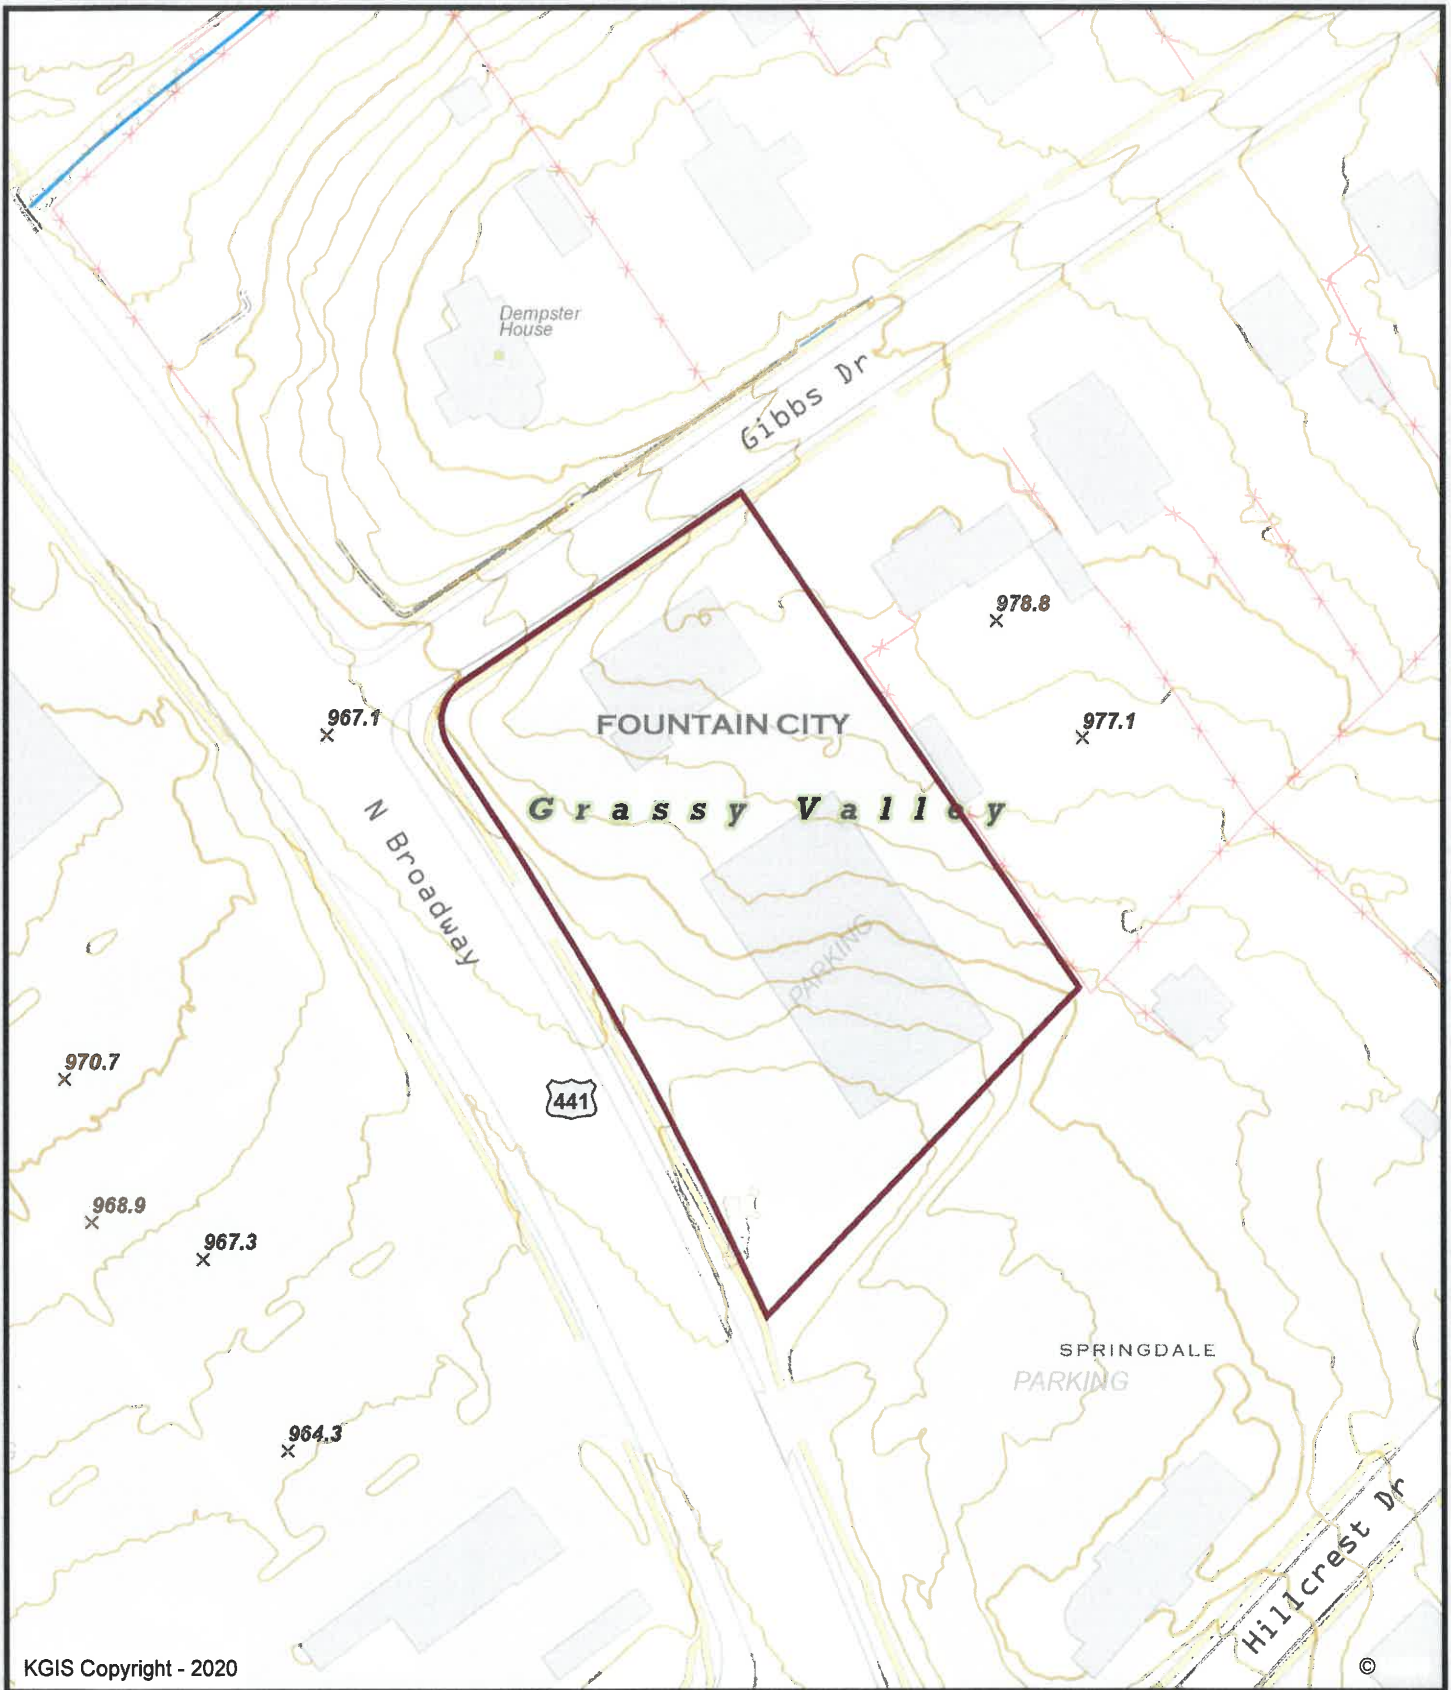 Dempster
House
Gibbs Dr
978.8
967.1
FOUNTAIN CITY
977.1
Grassy Valley
N Broadway
PARKING
970.7
441
968.9
967.3
SPRINGDALE
PARKING
964.3
Hillcrest Dr
KGIS Copyright - 2020
©